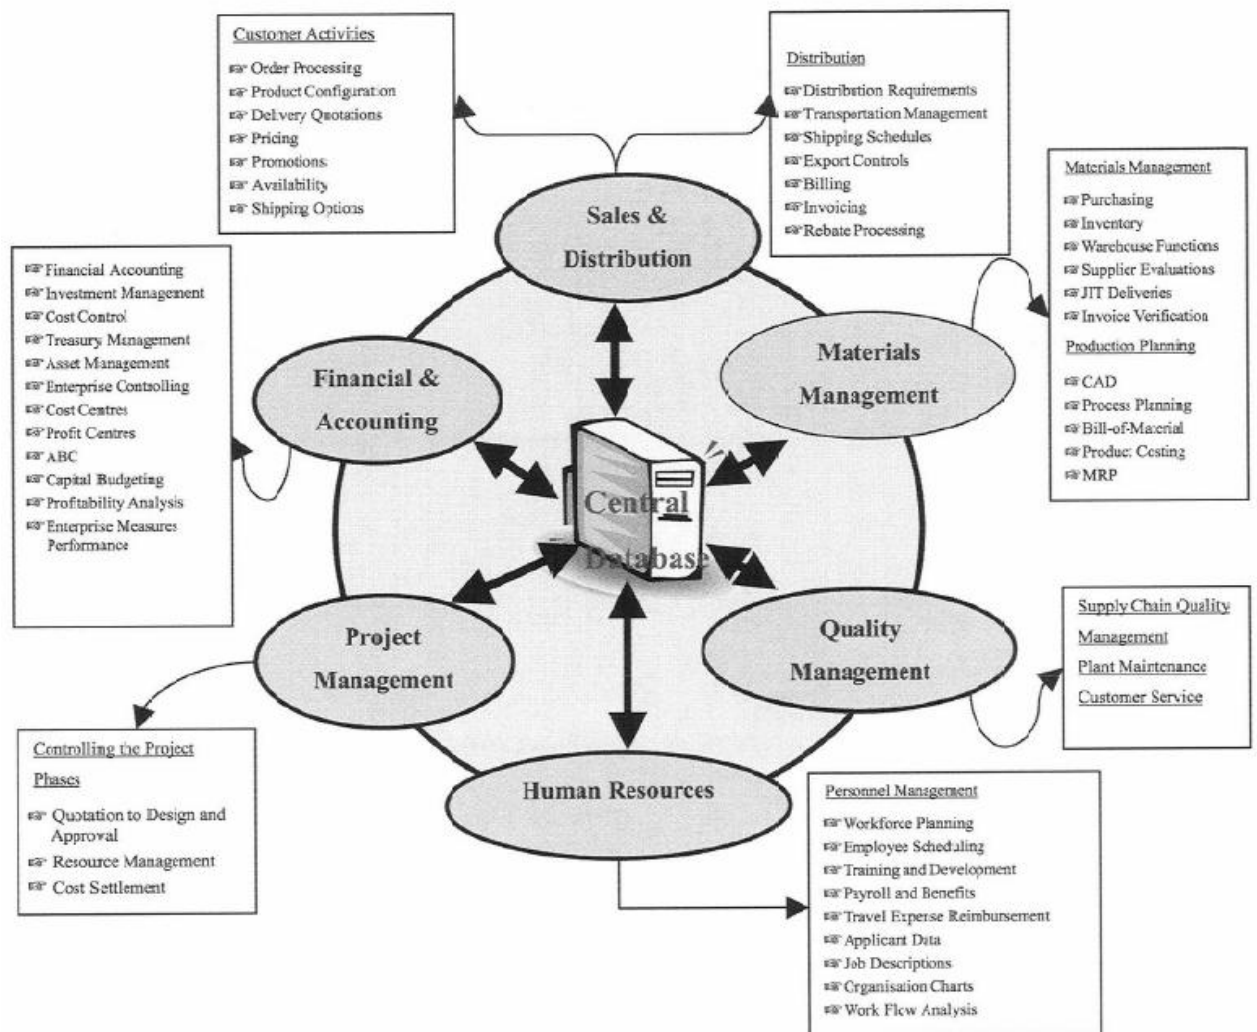 Customer Activities
Order Processing
Product Configuration
Delivery Quotations
Pricing
Promotions
Availability
Shipping Options
Distribution
Distribution Requirements
Transportation Management
Shipping Schedules
Export Controls
Billing
Invoicing
Rebate Processing
Materials Management
Purchasing
Inventory
Warehouse Functions
Supplier Evaluations
JIT Deliveries
Invoice Verification
Production Planning
CAD
Process Planning
Bill-of-Material
Product Costing
MRP
Financial Accounting
Investment Management
Cost Control
Treasury Management
Asset Management
Enterprise Controlling
Cost Centres
Profit Centres
ABC
Capital Budgeting
Profitability Analysis
Enterprise Measures
Performance
Sales &
Distribution
Financial &
Accounting
Materials
Management
Central
Database
Project
Management
Quality
Management
Human Resources
Supply Chain Quality
Management
Plant Maintenance
Customer Service
Controlling the Project
Phases
Quotation to Design and
Approval
Resource Management
Cost Settlement
Personnel Management
Workforce Planning
Employee Scheduling
Training and Development
Payroll and Benefits
Travel Expense Reimbursement
Applicant Data
Job Descriptions
Organisation Charts
Work Flow Analysis